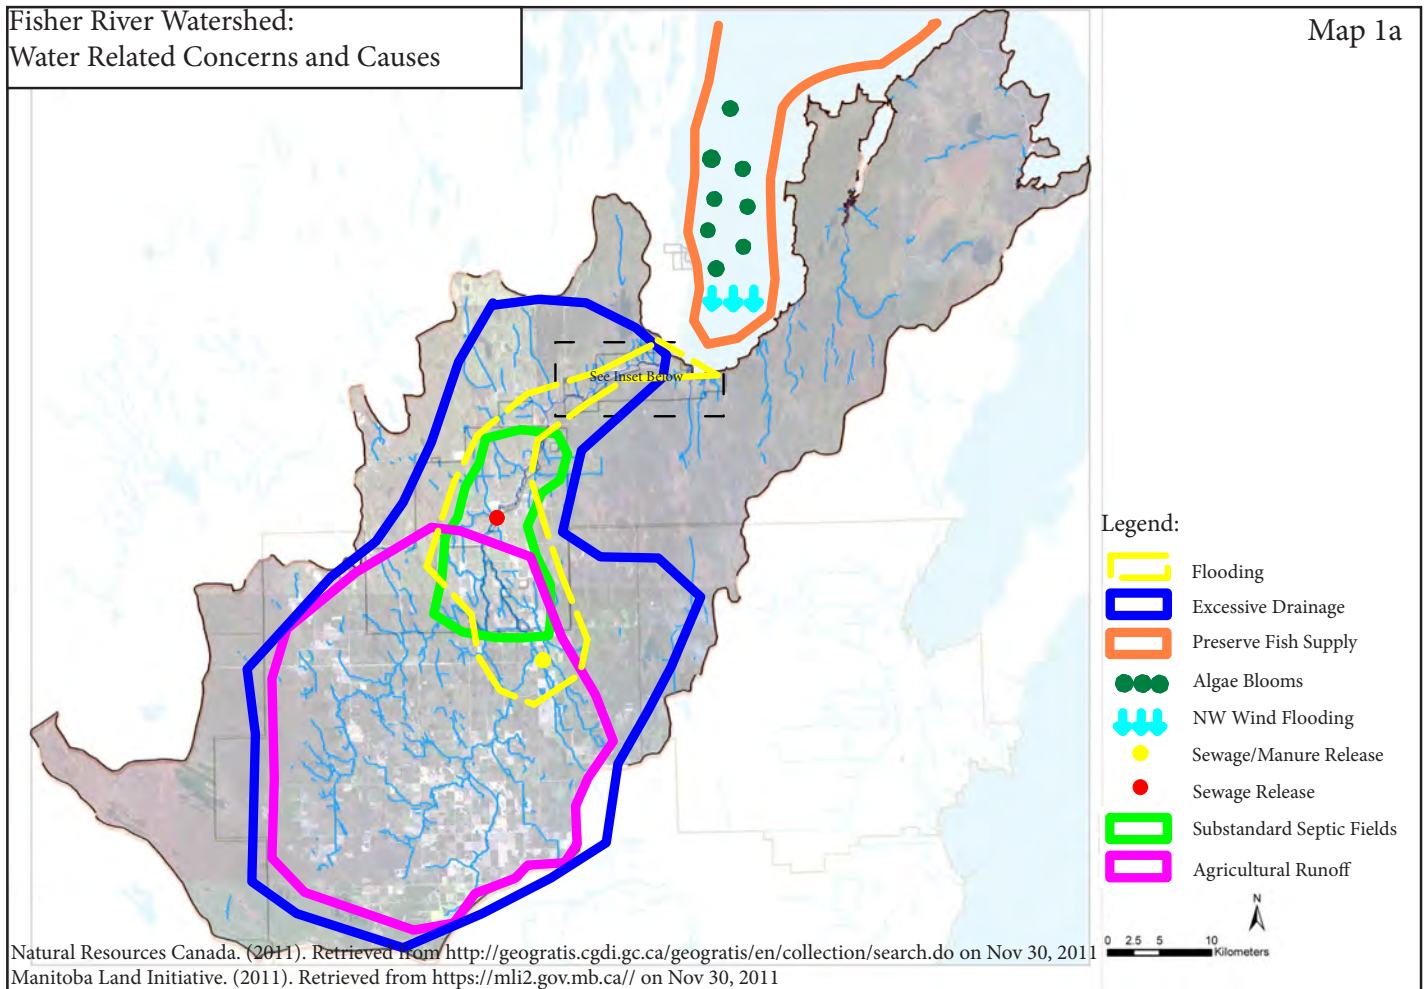 Fisher River Watershed:
Water Related Concerns and Causes
Map 1a
See Inset Below
Legend:
Flooding
Excessive Drainage
Preserve Fish Supply
Algae Blooms
NW Wind Flooding
Sewage/Manure Release
Sewage Release
Substandard Septic Fields
Agricultural Runoff
N
0 2.5 5 10
Kilometers
Natural Resources Canada. (2011). Retrieved from http://geogratis.cgdi.gc.ca/geogratis/en/collection/search.do on Nov 30, 2011
Manitoba Land Initiative. (2011). Retrieved from https://mli2.gov.mb.ca// on Nov 30, 2011